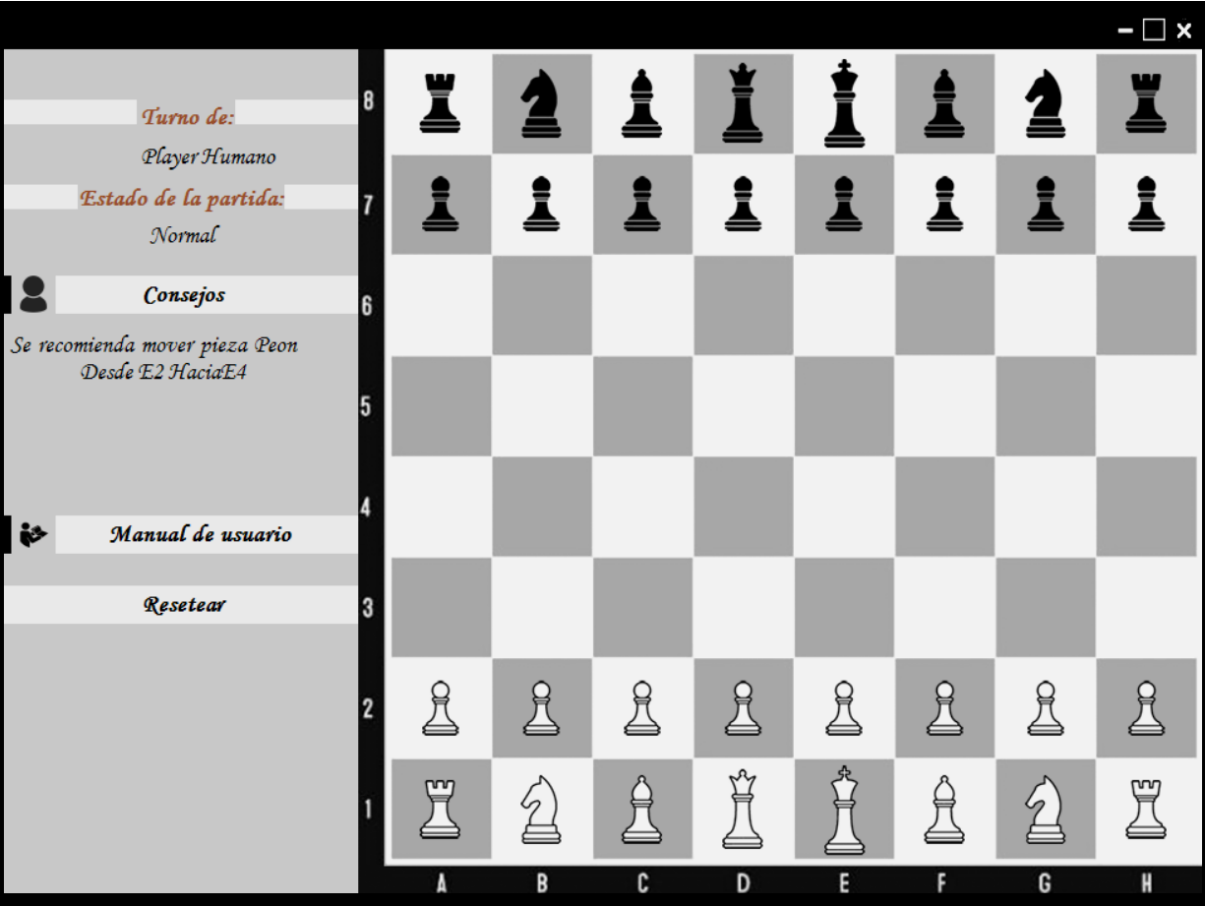 Turno de:
Player Humano
Estado de la partida:
Normal
Consejos
Se recomienda mover pieza Peon
Desde E2 HaciaE4
Manual de usuario
Resetear
8
7
6
5
4
3
2
1
A B C D E F G H